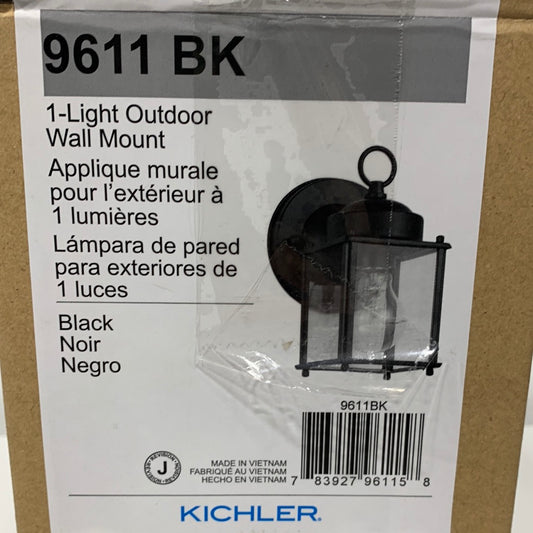 9611 BK
1-Light Outdoor
Wall Mount
Applique murale
pour l'extérieur à
1 lumières
Lámpara de pared
para exteriores de
1 luces
Black
Noir
Negro
9611BK
J
REVISION
MADE IN VIETNAM
FABRIQUÉ AU VIETNAM
HECHO EN VIETNAM
7 83927 96115 8
KICHLER®